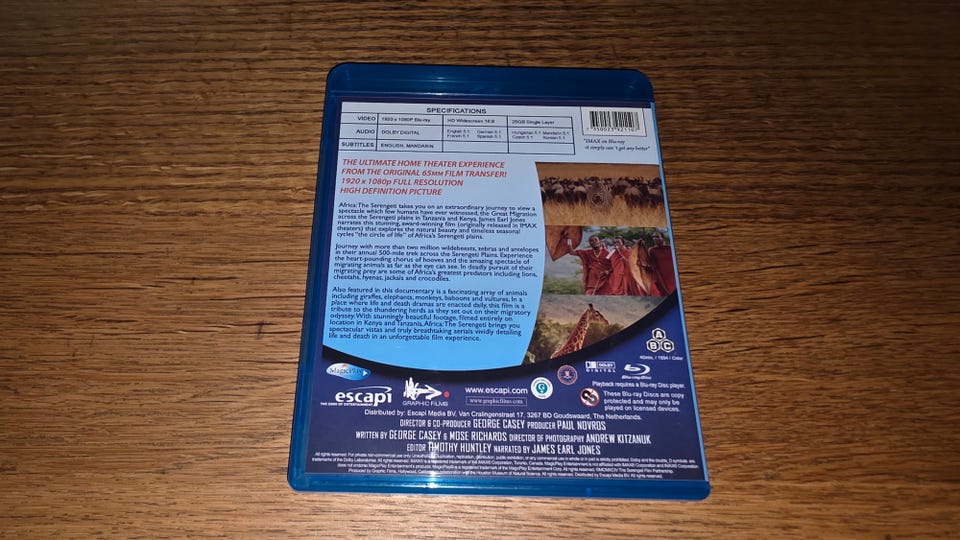 SPECIFICATIONS
VIDEO 1920 x 1080P Blu-ray HD Widescreen 16:9 25GB Single Layer
AUDIO DOLBY DIGITAL English 5.1 German 5.1 Hungarian 5.1 Mandarin 5.1
French 5.1 Spanish 5.1 Czech 5.1 Korean 5.1
SUBTITLES ENGLISH, MANDARIN
"IMAX on Blu-ray
it simply can't get any better"
THE ULTIMATE HOME THEATER EXPERIENCE
FROM THE ORIGINAL 65MM FILM TRANSFER!
1920 x 1080p FULL RESOLUTION
HIGH DEFINITION PICTURE
Africa: The Serengeti takes you on an extraordinary journey to view a
spectacle which few humans have ever witnessed, the Great Migration
across the Serengeti plains in Tanzania and Kenya. James Earl Jones
narrates this stunning, award-winning film (originally released in IMAX
theaters) that explores the natural beauty and timeless seasonal
cycles "the circle of life" of Africa's Serengeti plains.
Journey with more than two million wildebeests, zebras and antelopes
in their annual 500-mile trek across the Serengeti Plains. Experience
the heart-pounding chorus of hooves and the amazing spectacle of
migrating animals as far as the eye can see. In deadly pursuit of their
migrating prey are some of Africa's greatest predators including lions,
cheetahs, hyenas, jackals and crocodiles.
Also featured in this documentary is a fascinating array of animals
including giraffes, elephants, monkeys, baboons and vultures. In a
place where life and death dramas are enacted daily, this film is a
tribute to the thundering herds as they set out on their migratory
odyssey. With stunningly beautiful footage, filmed entirely on
location in Kenya and Tanzania, Africa: The Serengeti brings you
spectacular vistas and truly breathtaking aerials vividly detailing
life and death in an unforgettable film experience.
A
B C
40min. / 1994 / Color
MagicPlay
DOLBY
DIGITAL
Blu-ray Disc
escapi
THE CODE OF ENTERTAINMENT
GRAPHIC FILMS
www.escapi.com
www.graphicfilms.com
Playback requires a Blu-ray Disc player.
These Blu-ray Discs are copy
protected and may only be
played on licensed devices.
Distributed by: Escapi Media BV, Van Cralingenstraat 17, 3267 BD Goudswaard, The Netherlands.
DIRECTOR & CO-PRODUCER GEORGE CASEY PRODUCER PAUL NOVROS
WRITTEN BY GEORGE CASEY & MOSE RICHARDS DIRECTOR OF PHOTOGRAPHY ANDREW KITZANUK
EDITOR TIMOTHY HUNTLEY NARRATED BY JAMES EARL JONES